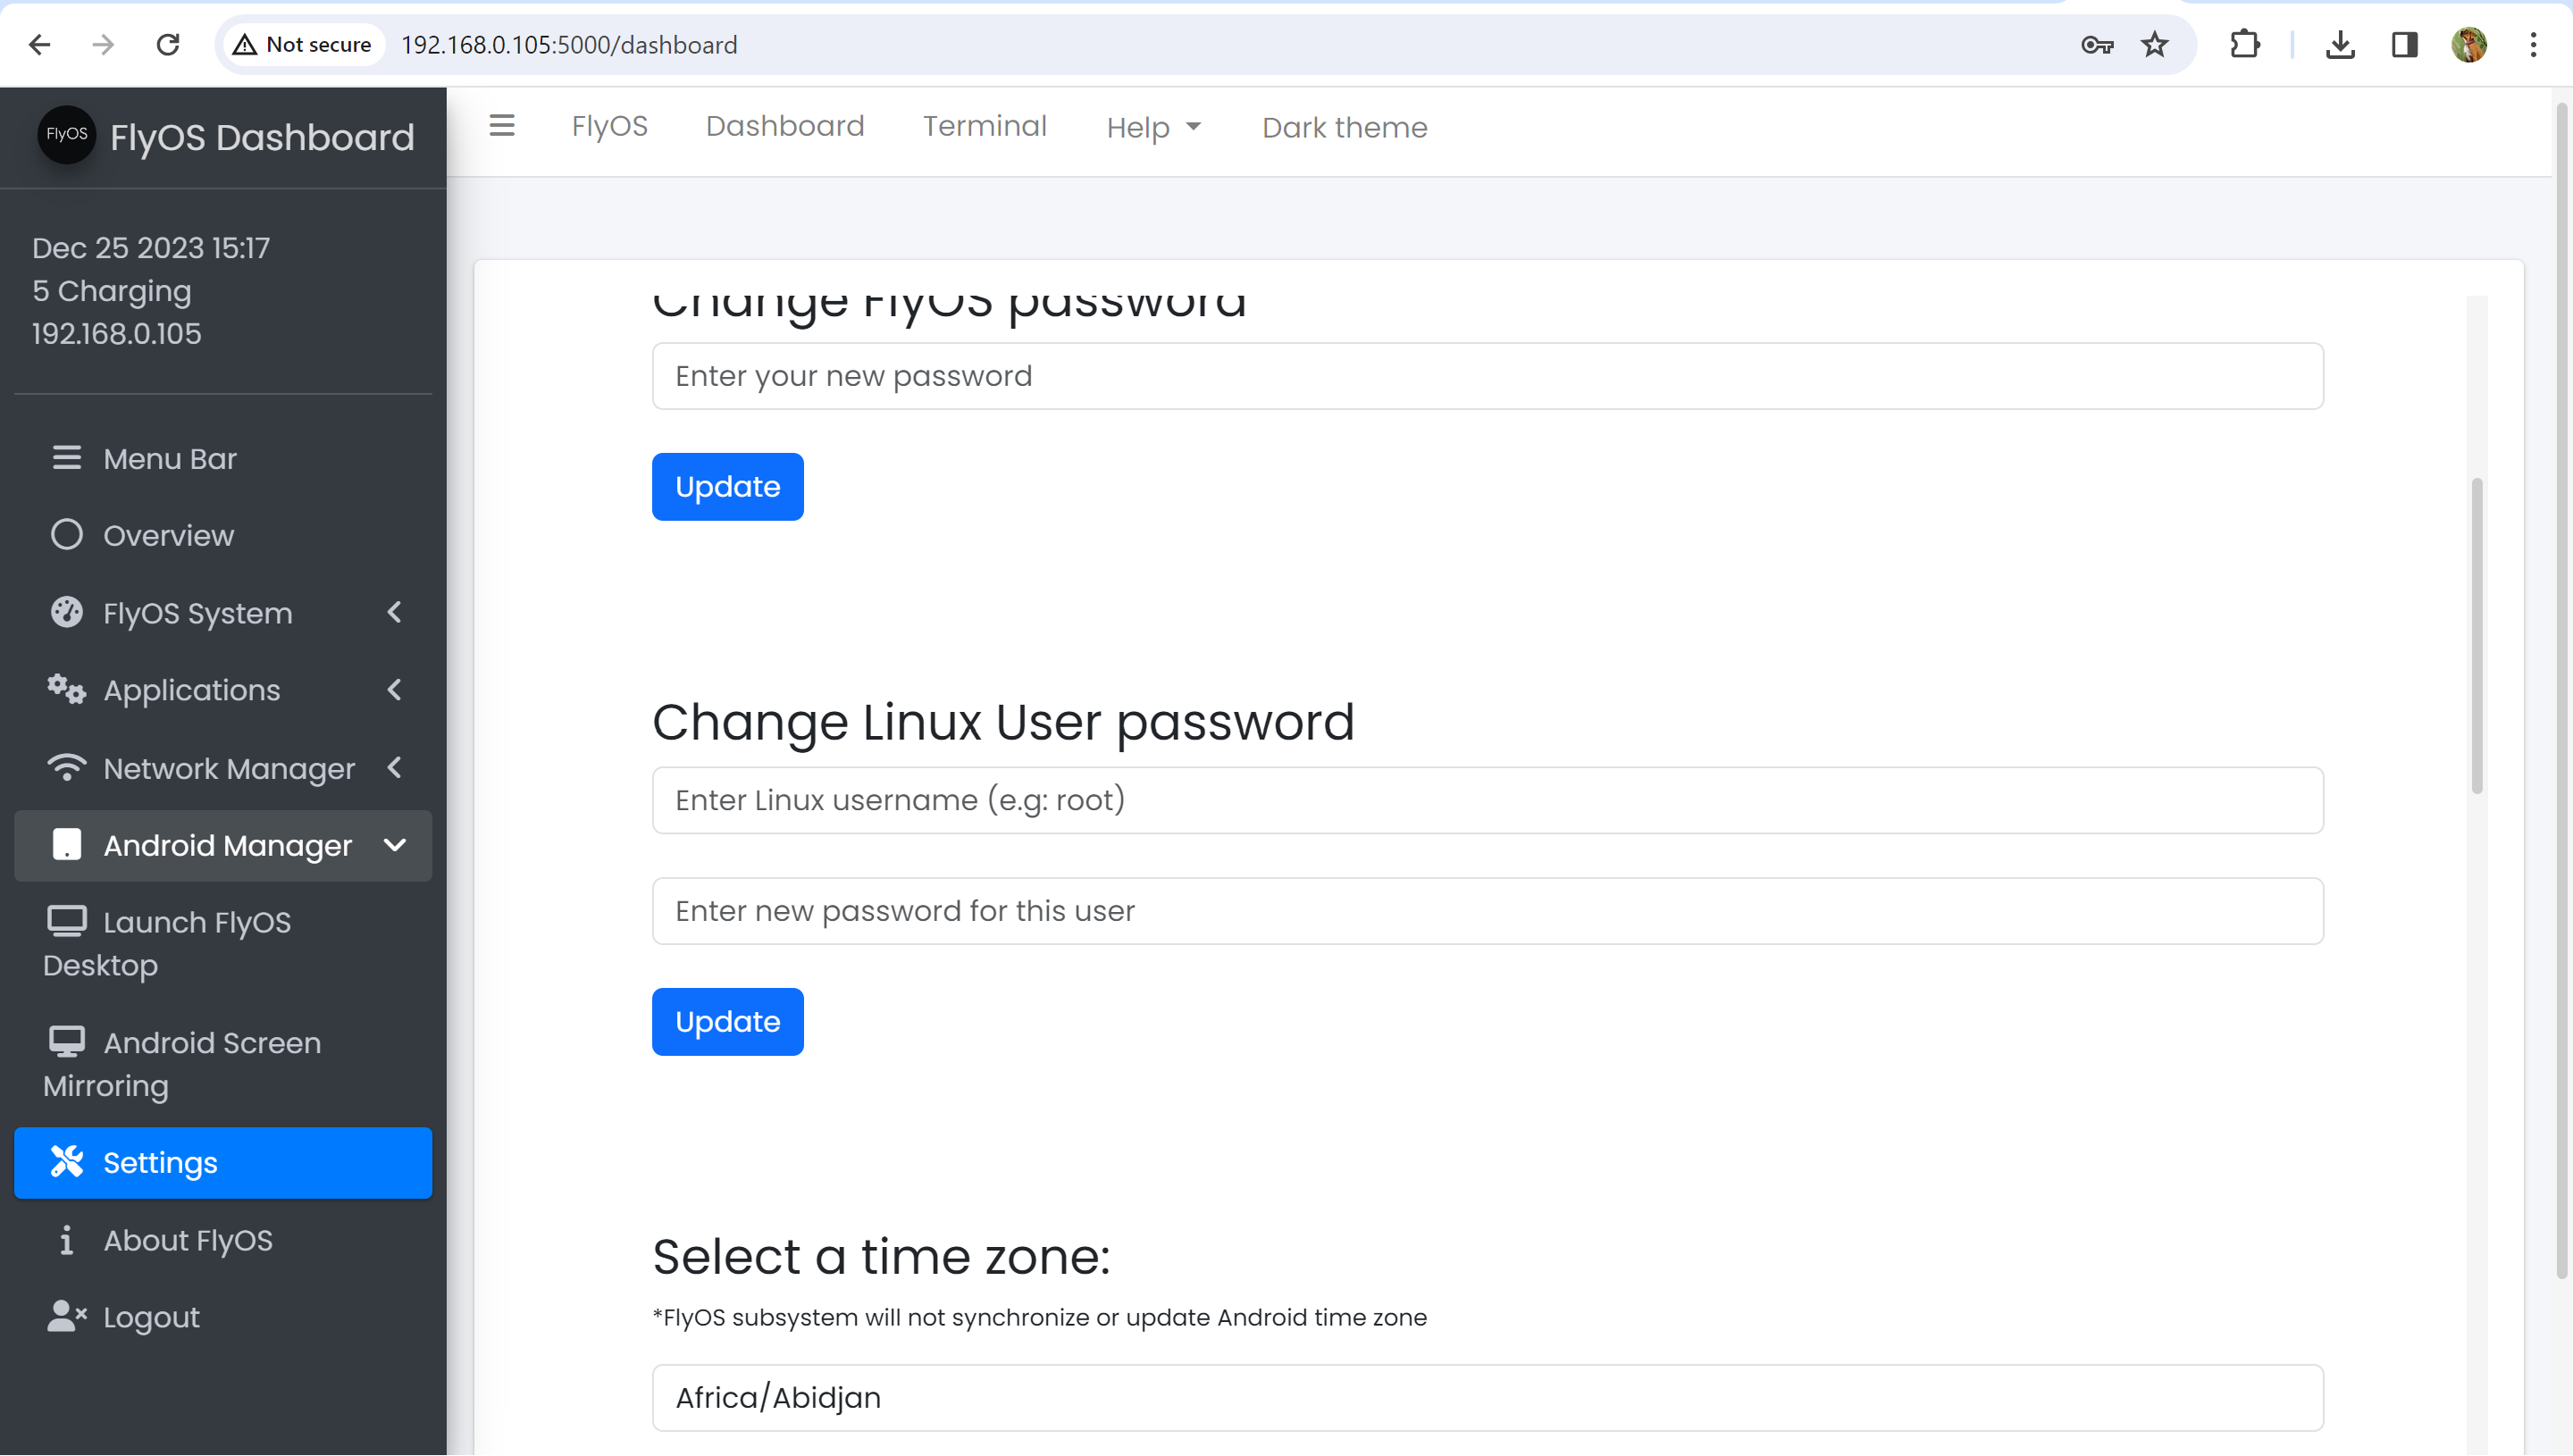 Not secure
192.168.0.105:5000/dashboard
FlyOS
FlyOS Dashboard
FlyOS
Dashboard
Terminal
Help
Dark theme
Dec 25 2023 15:17
5 Charging
192.168.0.105
Menu Bar
Overview
FlyOS System
Applications
Network Manager
Android Manager
Launch FlyOS
Desktop
Android Screen
Mirroring
Settings
About FlyOS
Logout
Change FlyOS password
Enter your new password
Update
Change Linux User password
Enter Linux username (e.g: root)
Enter new password for this user
Update
Select a time zone:
*FlyOS subsystem will not synchronize or update Android time zone
Africa/Abidjan